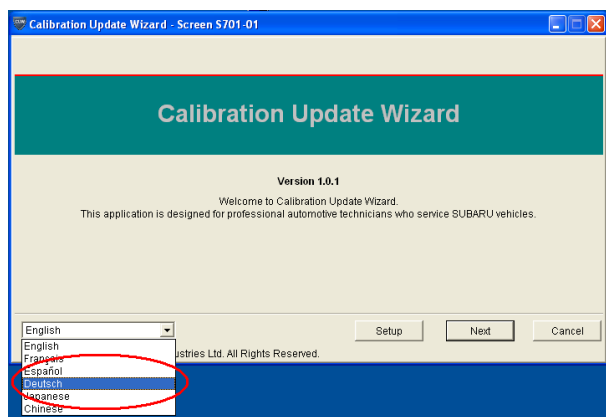 Calibration Update Wizard - Screen S701-01
Calibration Update Wizard
Version 1.0.1
Welcome to Calibration Update Wizard.
This application is designed for professional automotive technicians who service SUBARU vehicles.
English
Setup
Next
Cancel
English
Français
ustries Ltd. All Rights Reserved.
Español
Deutsch
Japanese
Chinese